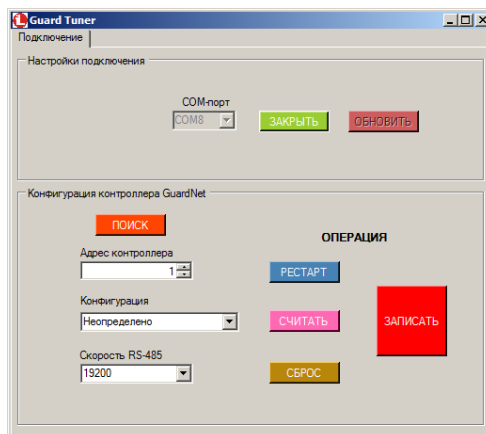 Guard Tuner
Подключение
Настройки подключения
COM-порт
COM8
ЗАКРЫТЬ
ОБНОВИТЬ
Конфигурация контроллера GuardNet
ПОИСК
ОПЕРАЦИЯ
Адрес контроллера
1
РЕСТАРТ
Конфигурация
Неопределено
СЧИТАТЬ
ЗАПИСАТЬ
Скорость RS-485
19200
СБРОС